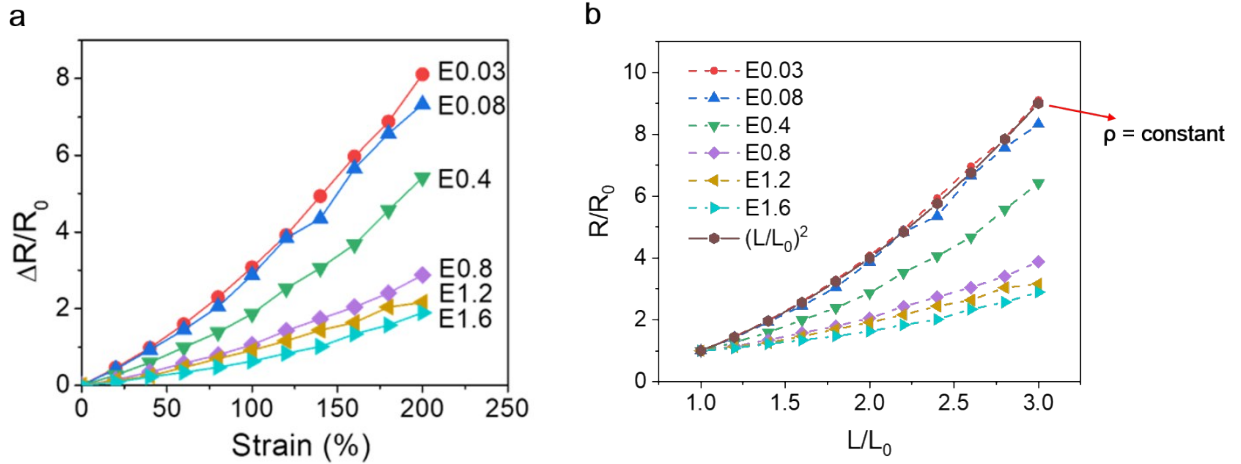 a
ΔR/R₀
8
6
4
2
0
0 50 100 150 200 250
Strain (%)
E0.03
E0.08
E0.4
E0.8
E1.2
E1.6
b
R/R₀
10
8
6
4
2
0
1.0 1.5 2.0 2.5 3.0
L/L₀
E0.03
E0.08
E0.4
E0.8
E1.2
E1.6
(L/L₀)²
ρ = constant